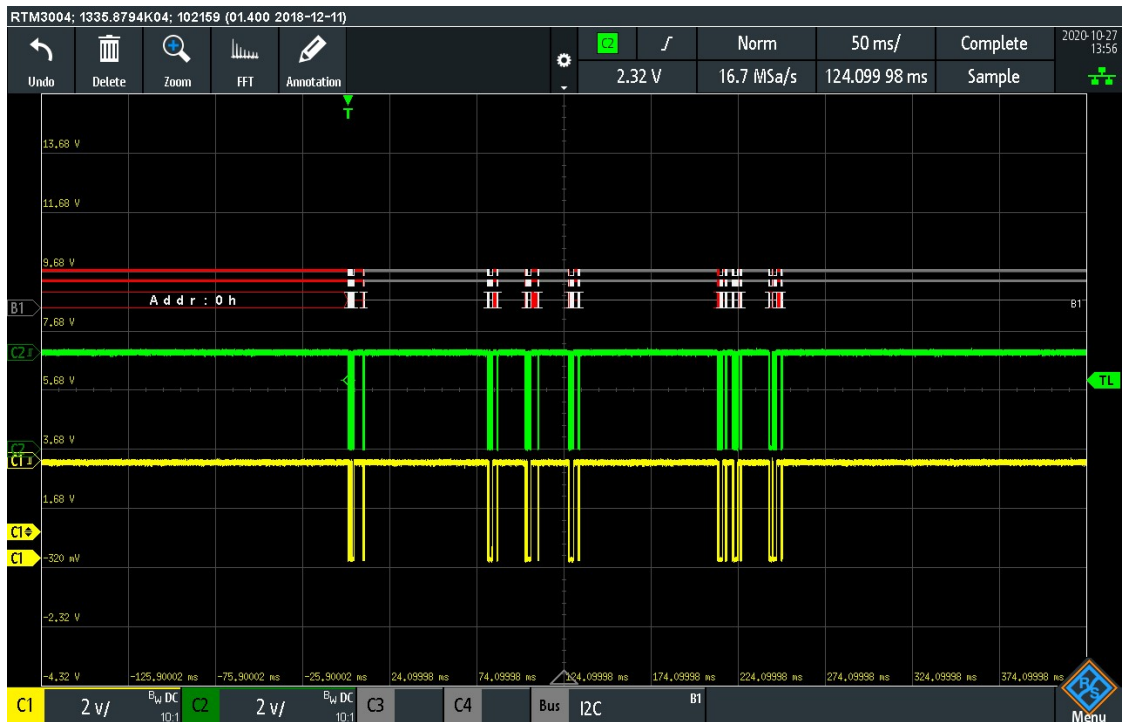 RTM3004; 1335.8794K04; 102159 (01.400 2018-12-11)
Undo Delete Zoom FFT Annotation
C2 Norm 50 ms/ Complete
2.32 V 16.7 MSa/s 124.099 98 ms Sample
2020-10-27
13:56
T
13,68 V
11,68 V
9,68 V
B1 Addr:0h B1
7,68 V
C2
5,68 V
TL
3,68 V
C2
C1
1,68 V
C1
C1 -320 mV
-2,32 V
-4,32 V -125,90002 ms -75,90002 ms -25,90002 ms 24,09998 ms 74,09998 ms 124,09998 ms 174,09998 ms 224,09998 ms 274,09998 ms 324,09998 ms 374,09998 ms
C1 2 V/ BW DC 10:1 C2 2 V/ BW DC 10:1 C3 C4 Bus I2C B1
R&S
Menu